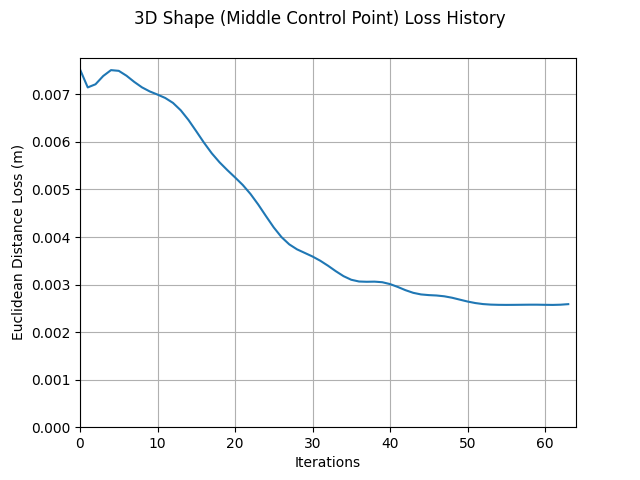 3D Shape (Middle Control Point) Loss History
Euclidean Distance Loss (m)
0.007
0.006
0.005
0.004
0.003
0.002
0.001
0.000
0 10 20 30 40 50 60
Iterations